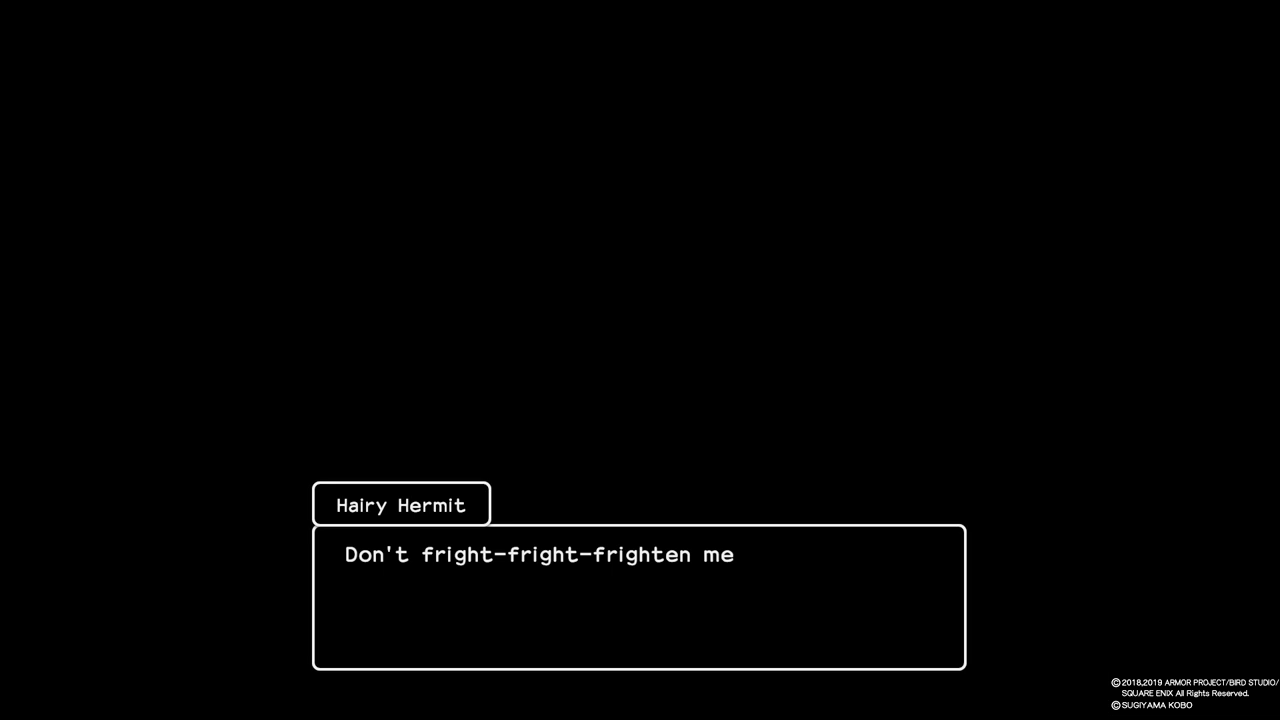 Hairy Hermit
Don't fright-fright-frighten me
©2018,2019 ARMOR PROJECT/BIRD STUDIO/
SQUARE ENIX All Rights Reserved.
©SUGIYAMA KOBO